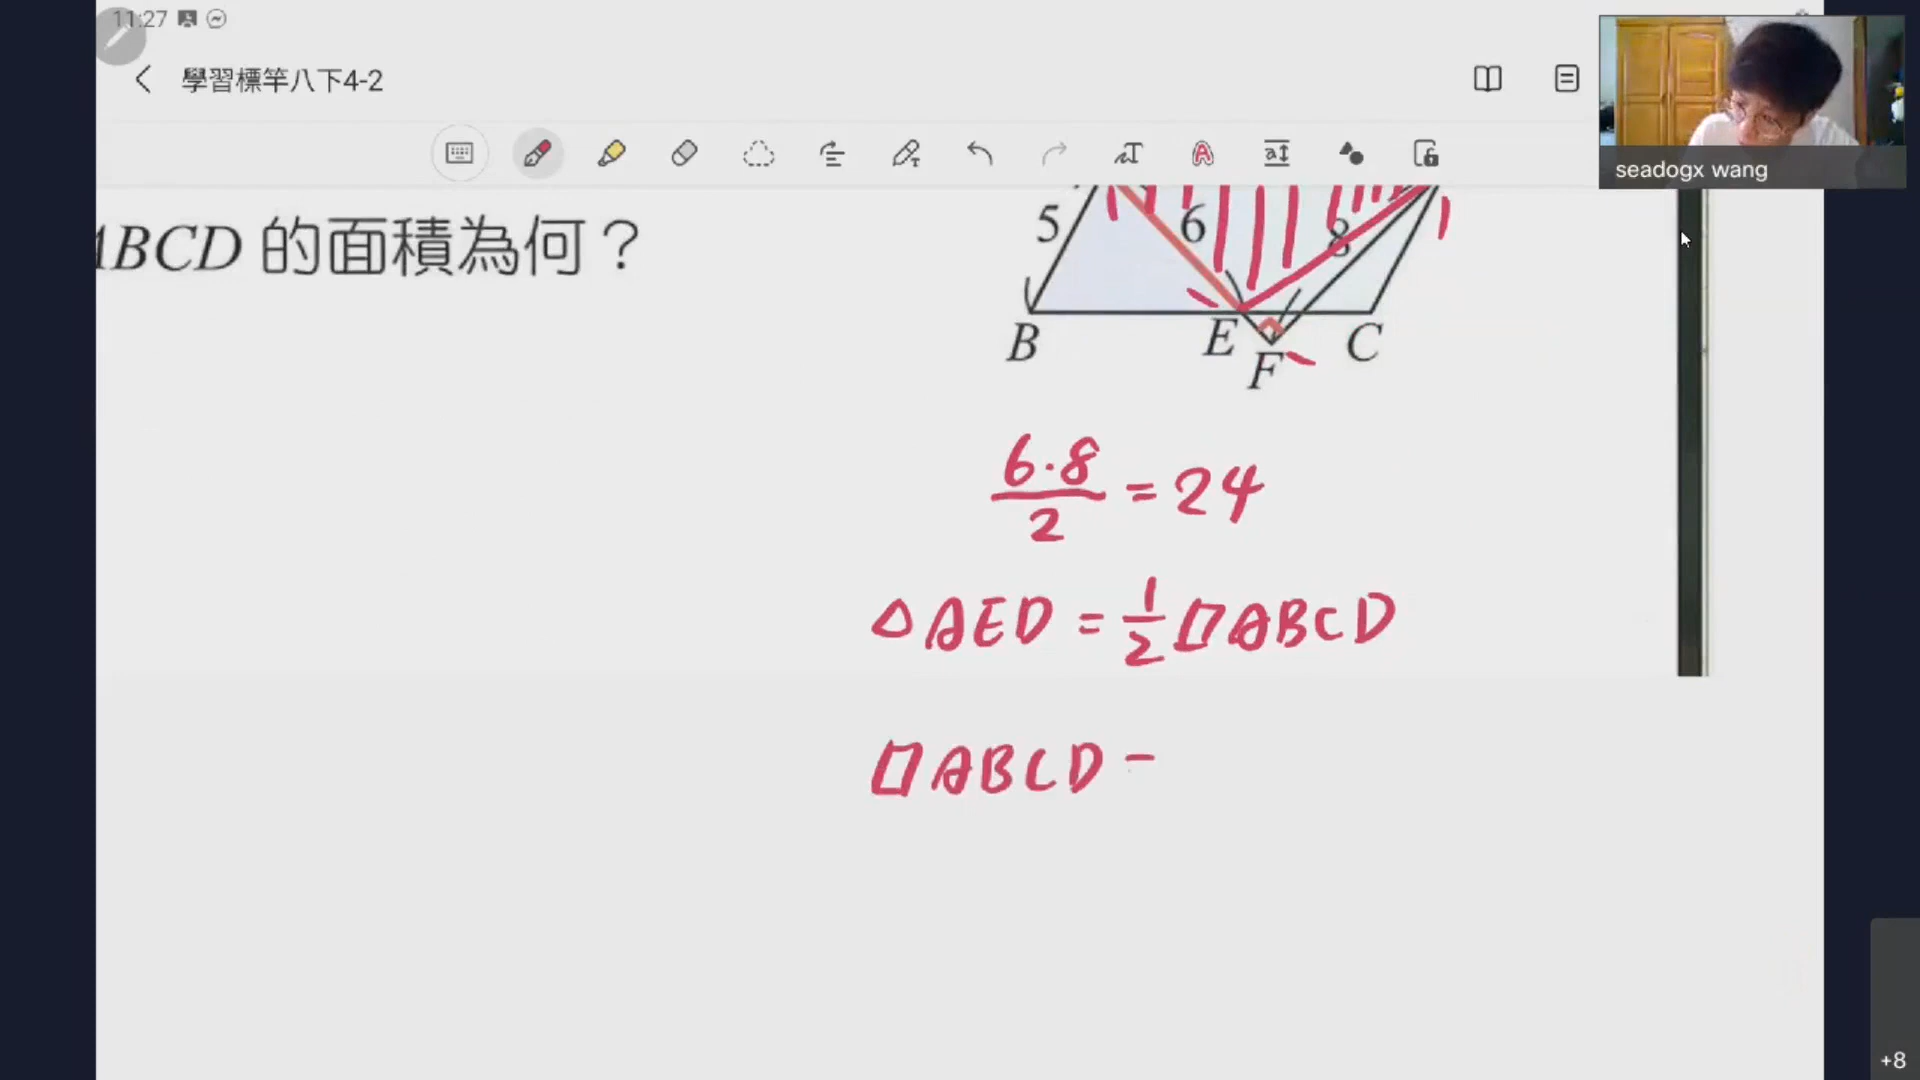 11:27
學習標竿八下4-2
seadogx wang
ABCD 的面積為何？
5
6
8
B
E
F
C
6·8/2 = 24
△AED = 1/2 ▱ABCD
▱ABCD =
+8